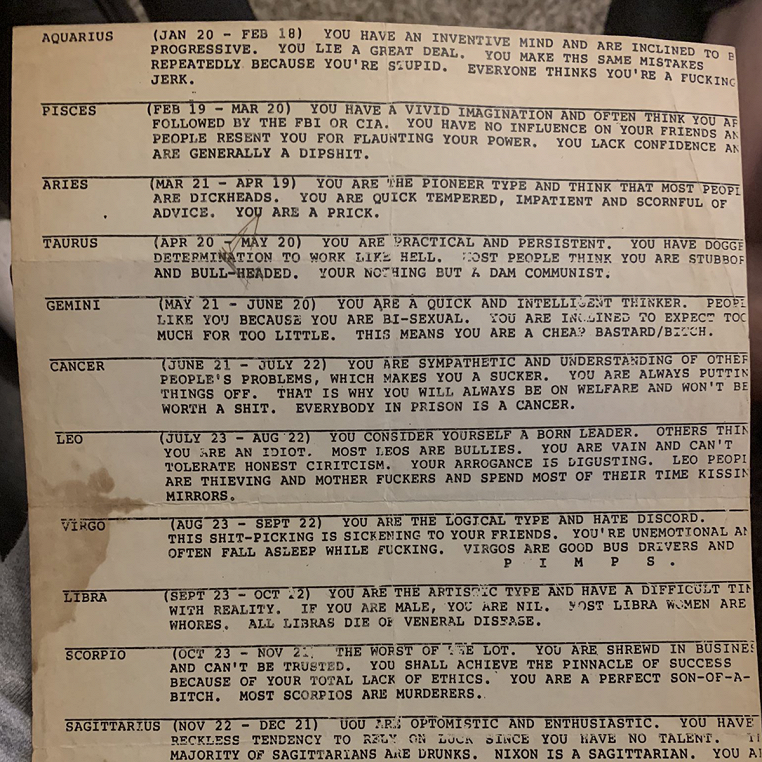 AQUARIUS (JAN 20 - FEB 18) YOU HAVE AN INVENTIVE MIND AND ARE INCLINED TO B
PROGRESSIVE. YOU LIE A GREAT DEAL. YOU MAKE THS SAME MISTAKES
REPEATEDLY BECAUSE YOU'RE STUPID. EVERYONE THINKS YOU'RE A FUCKING
JERK.
PISCES (FEB 19 - MAR 20) YOU HAVE A VIVID IMAGINATION AND OFTEN THINK YOU AR
FOLLOWED BY THE FBI OR CIA. YOU HAVE NO INFLUENCE ON YOUR FRIENDS AN
PEOPLE RESENT YOU FOR FLAUNTING YOUR POWER. YOU LACK CONFIDENCE AN
ARE GENERALLY A DIPSHIT.
ARIES (MAR 21 - APR 19) YOU ARE THE PIONEER TYPE AND THINK THAT MOST PEOPL
ARE DICKHEADS. YOU ARE QUICK TEMPERED, IMPATIENT AND SCORNFUL OF
ADVICE. YOU ARE A PRICK.
TAURUS (APR 20 - MAY 20) YOU ARE PRACTICAL AND PERSISTENT. YOU HAVE DOGGE
DETERMINATION TO WORK LIKE HELL. MOST PEOPLE THINK YOU ARE STUBBOR
AND BULL-HEADED. YOUR NOTHING BUT A DAM COMMUNIST.
GEMINI (MAY 21 - JUNE 20) YOU ARE A QUICK AND INTELLIGENT THINKER. PEOPL
LIKE YOU BECAUSE YOU ARE BI-SEXUAL. YOU ARE INCLINED TO EXPECT TOO
MUCH FOR TOO LITTLE. THIS MEANS YOU ARE A CHEAP BASTARD/BITCH.
CANCER (JUNE 21 - JULY 22) YOU ARE SYMPATHETIC AND UNDERSTANDING OF OTHER
PEOPLE'S PROBLEMS, WHICH MAKES YOU A SUCKER. YOU ARE ALWAYS PUTTIN
THINGS OFF. THAT IS WHY YOU WILL ALWAYS BE ON WELFARE AND WON'T BE
WORTH A SHIT. EVERYBODY IN PRISON IS A CANCER.
LEO (JULY 23 - AUG 22) YOU CONSIDER YOURSELF A BORN LEADER. OTHERS THIN
YOU ARE AN IDIOT. MOST LEOS ARE BULLIES. YOU ARE VAIN AND CAN'T
TOLERATE HONEST CIRITCISM. YOUR ARROGANCE IS DIGUSTING. LEO PEOPL
ARE THIEVING AND MOTHER FUCKERS AND SPEND MOST OF THEIR TIME KISSIN
MIRRORS.
VIRGO (AUG 23 - SEPT 22) YOU ARE THE LOGICAL TYPE AND HATE DISCORD.
THIS SHIT-PICKING IS SICKENING TO YOUR FRIENDS. YOU'RE UNEMOTIONAL AN
OFTEN FALL ASLEEP WHILE FUCKING. VIRGOS ARE GOOD BUS DRIVERS AND
P I M P S .
LIBRA (SEPT 23 - OCT 22) YOU ARE THE ARTISTIC TYPE AND HAVE A DIFFICULT TIM
WITH REALITY. IF YOU ARE MALE, YOU ARE NIL. MOST LIBRA WOMEN ARE
WHORES. ALL LIBRAS DIE OF VENERAL DISEASE.
SCORPIO (OCT 23 - NOV 21) THE WORST OF THE LOT. YOU ARE SHREWD IN BUSINES
AND CAN'T BE TRUSTED. YOU SHALL ACHIEVE THE PINNACLE OF SUCCESS
BECAUSE OF YOUR TOTAL LACK OF ETHICS. YOU ARE A PERFECT SON-OF-A-
BITCH. MOST SCORPIOS ARE MURDERERS.
SAGITTARIUS (NOV 22 - DEC 21) UOU ARE OPTOMISTIC AND ENTHUSIASTIC. YOU HAVE
RECKLESS TENDENCY TO RELY ON LUCK SINCE YOU HAVE NO TALENT.
MAJORITY OF SAGITTARIANS ARE DRUNKS. NIXON IS A SAGITTARIAN. YOU A